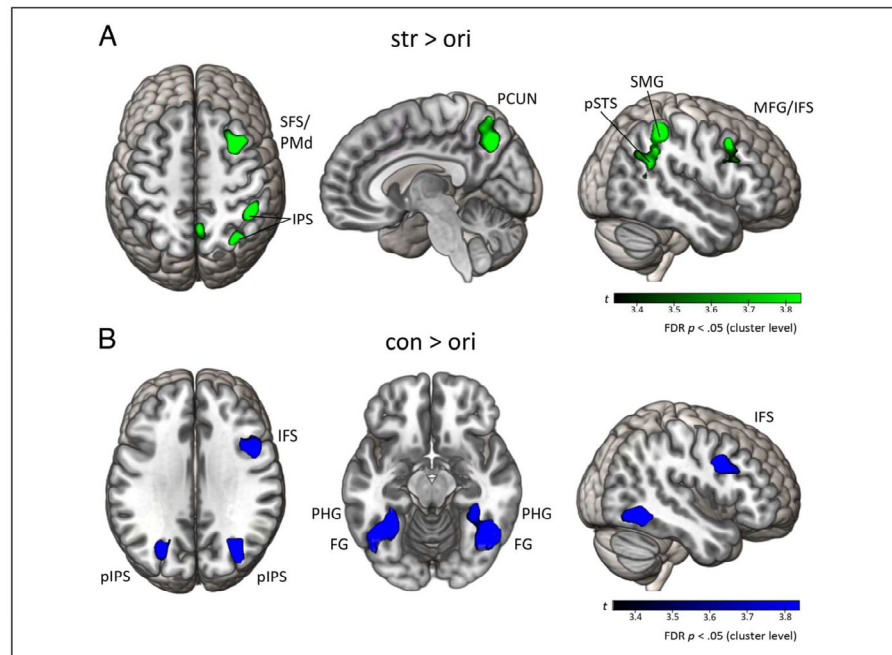 A
str > ori
SFS/
PMd
IPS
PCUN
SMG
pSTS
MFG/IFS
t
3.4 3.5 3.6 3.7 3.8
FDR p < .05 (cluster level)
B
con > ori
IFS
pIPS
pIPS
PHG
FG
PHG
FG
IFS
t
3.4 3.5 3.6 3.7 3.8
FDR p < .05 (cluster level)